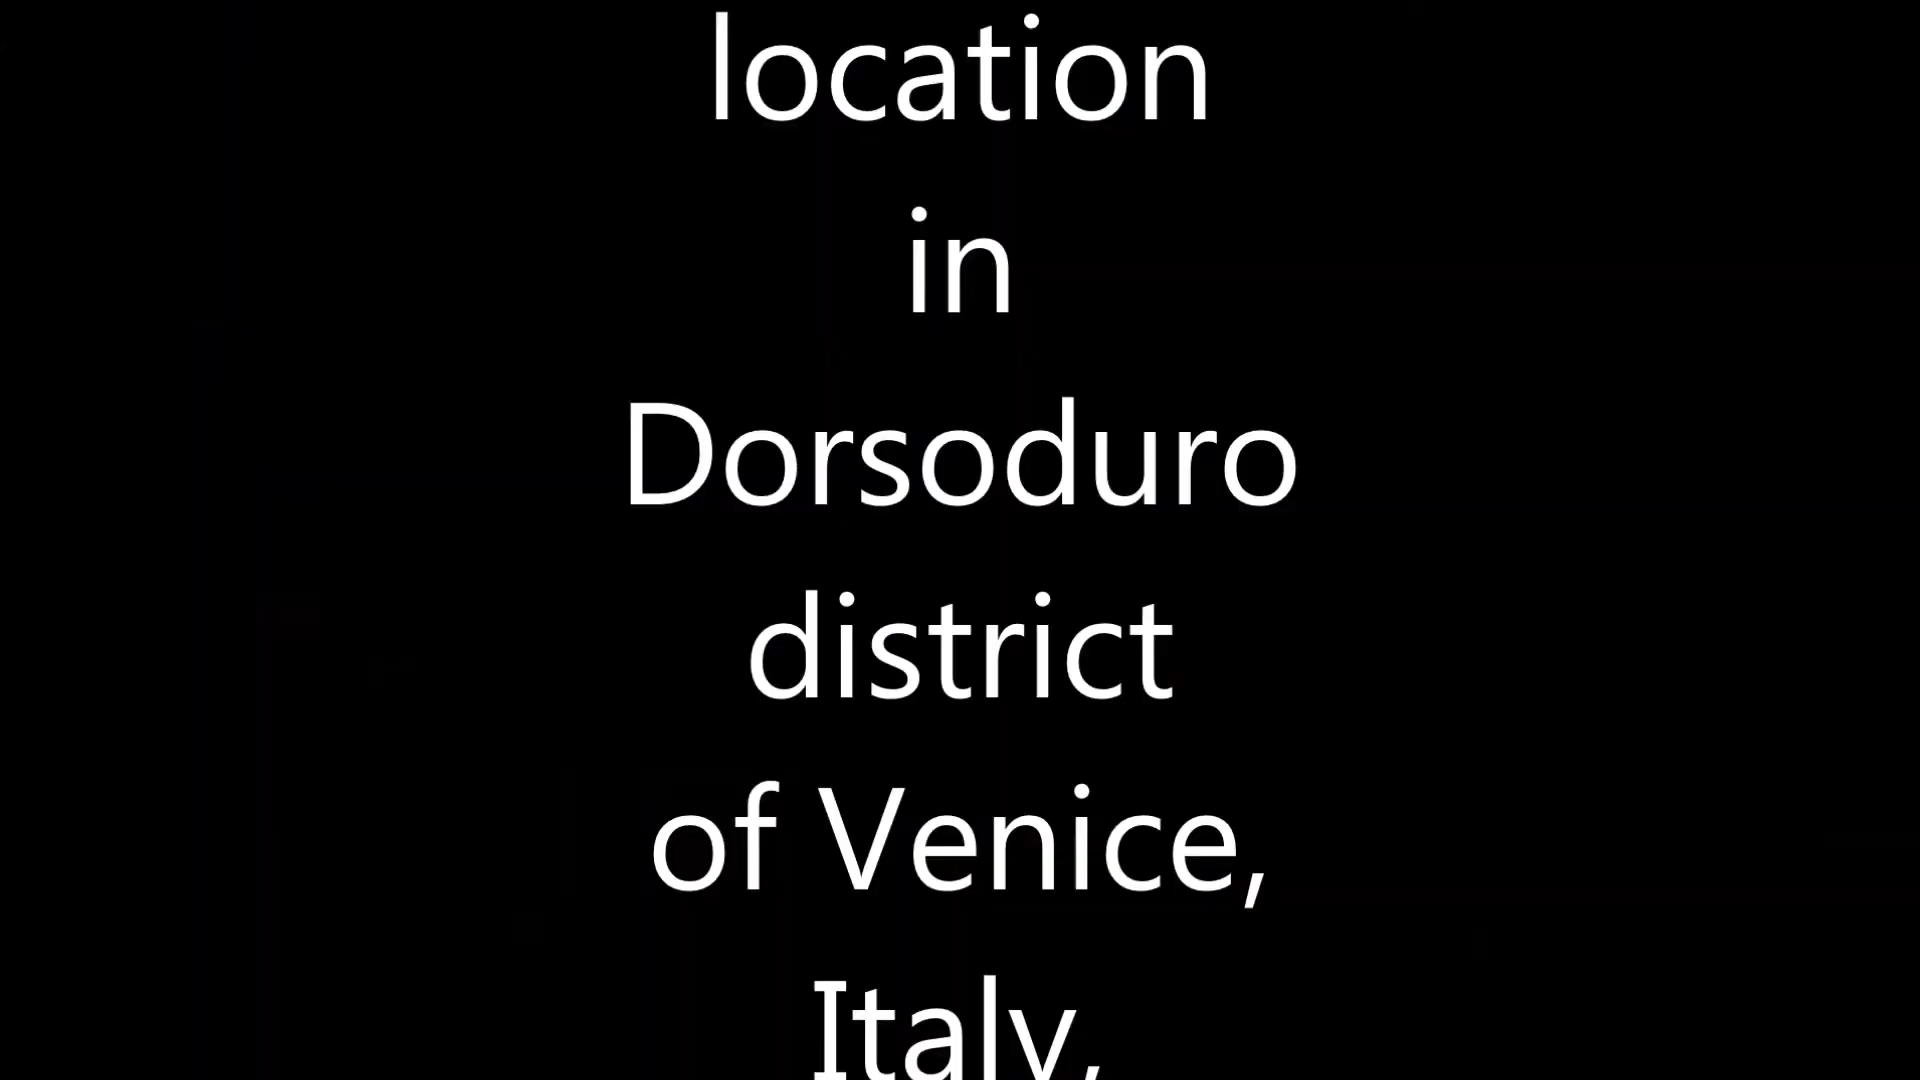 location
in
Dorsoduro
district
of Venice,
Italy,